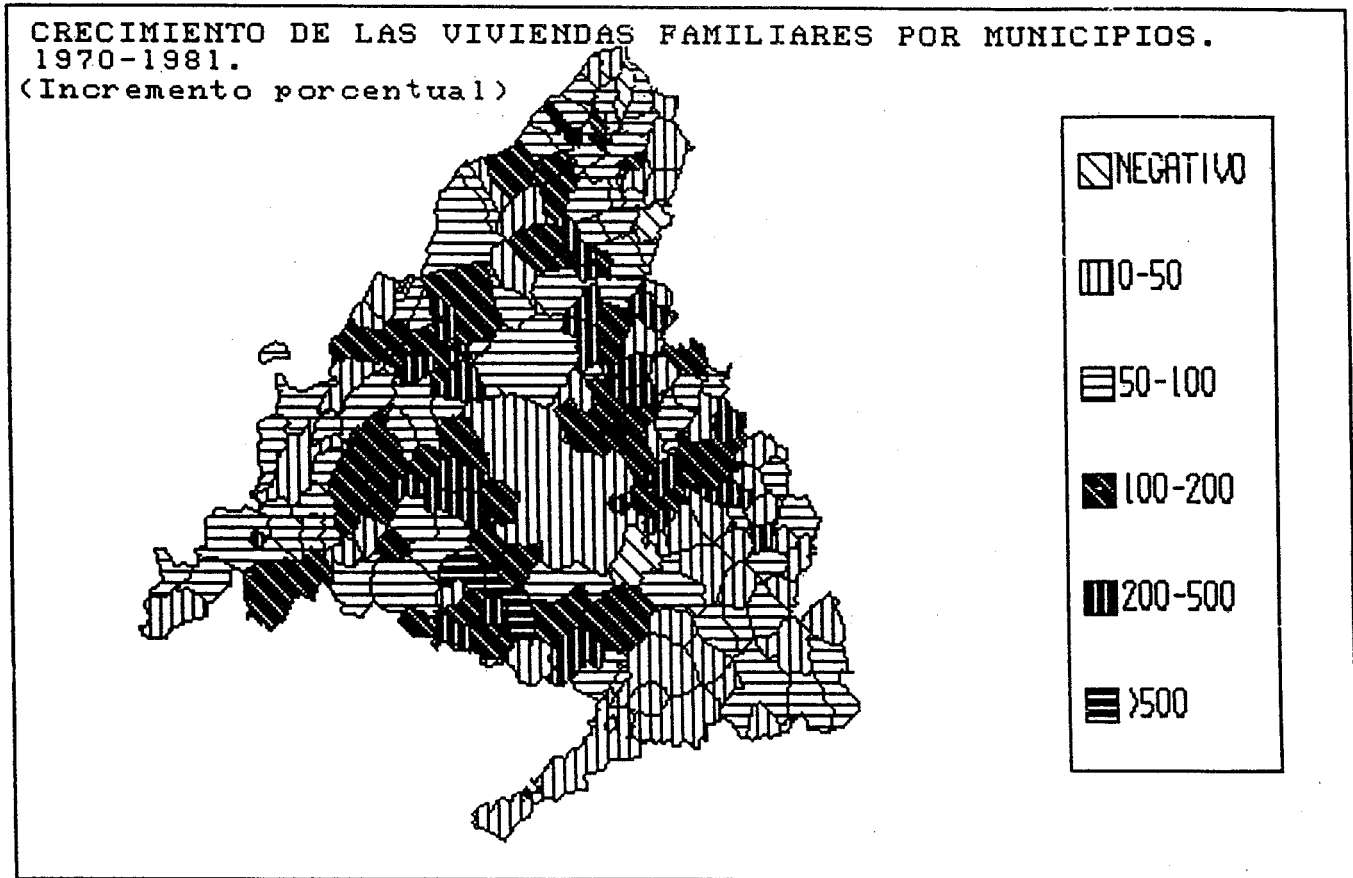 CRECIMIENTO DE LAS VIVIENDAS FAMILIARES POR MUNICIPIOS.
1970-1981.
(Incremento porcentual)
NEGATIVO
0-50
50-100
100-200
200-500
>500